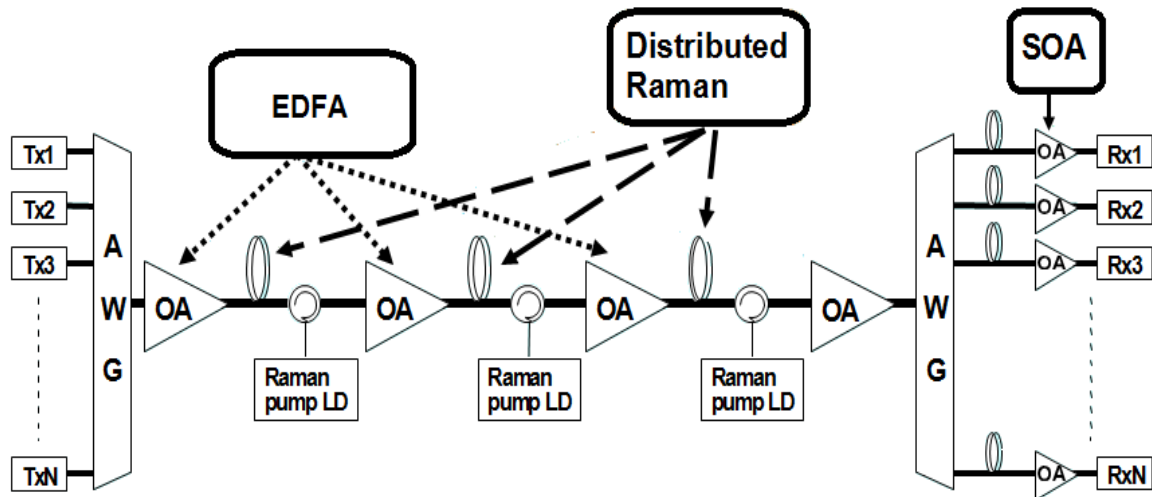 EDFA
Distributed
Raman
SOA
Tx1
Tx2
Tx3
TxN
A
W
G
OA
OA
OA
OA
Raman
pump LD
Raman
pump LD
Raman
pump LD
A
W
G
OA
Rx1
OA
Rx2
OA
Rx3
OA
RxN